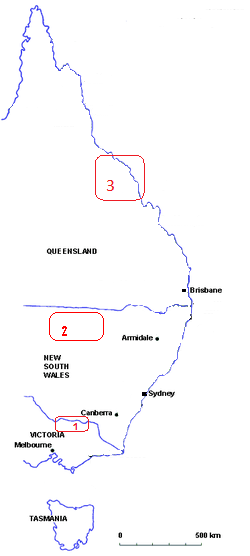 3
QUEENSLAND
Brisbane
2
Armidale
NEW
SOUTH
WALES
Sydney
Canberra
1
VICTORIA
Melbourne
TASMANIA
0 500 km